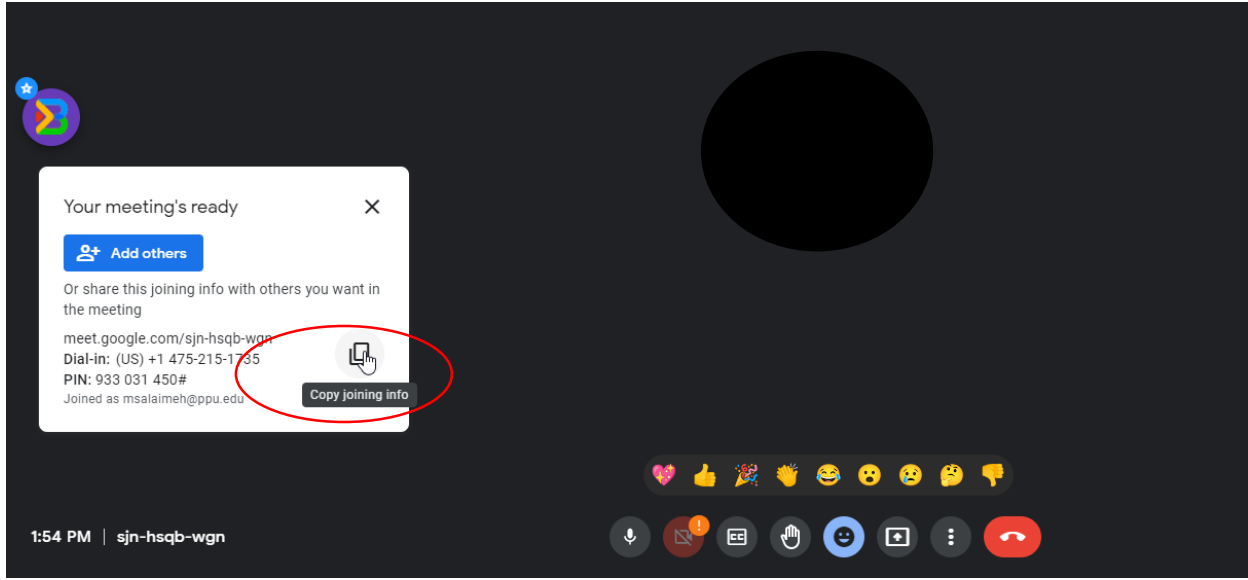 Your meeting's ready
Add others
Or share this joining info with others you want in
the meeting
meet.google.com/sjn-hsqb-wgn
Dial-in: (US) +1 475-215-1735
PIN: 933 031 450#
Joined as msalaimeh@ppu.edu
Copy joining info
1:54 PM | sjn-hsqb-wgn
CC